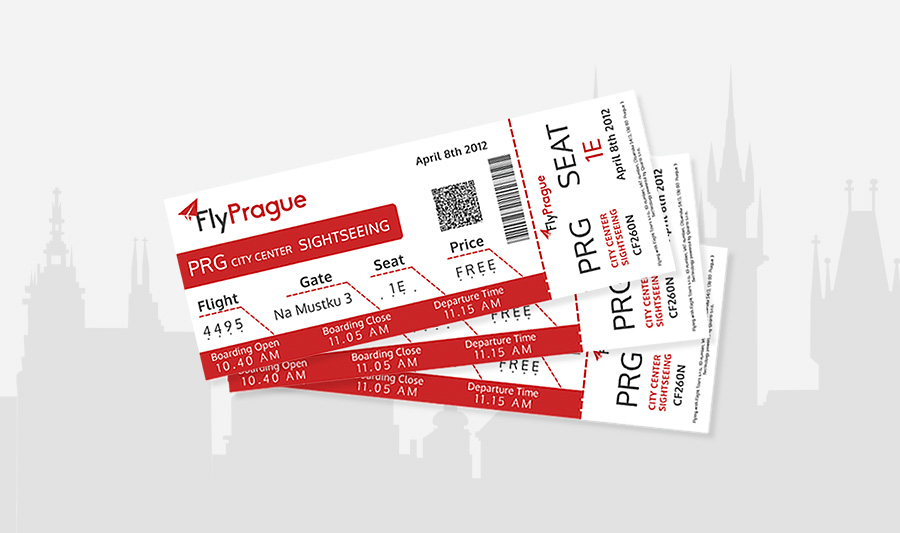 April 8th 2012
FlyPrague
PRG CITY CENTER SIGHTSEEING
Flight
Gate
Seat
Price
4495
Na Mustku 3
1E
FREE
Boarding Open
10.40 AM
Boarding Close
11.05 AM
Departure Time
11.15 AM
FlyPrague
PRG
SEAT
CITY CENTER
SIGHTSEEING
1E
CF260N
April 8th 2012
FREE
Boarding Open
10.40 AM
Boarding Close
11.05 AM
Departure Time
11.15 AM
PRG
CITY CENTER
SIGHTSEEING
CF260N
8th 2012
FREE
Boarding Close
11.05 AM
Departure Time
11.15 AM
PRG
CITY CENTER
SIGHTSEEING
CF260N